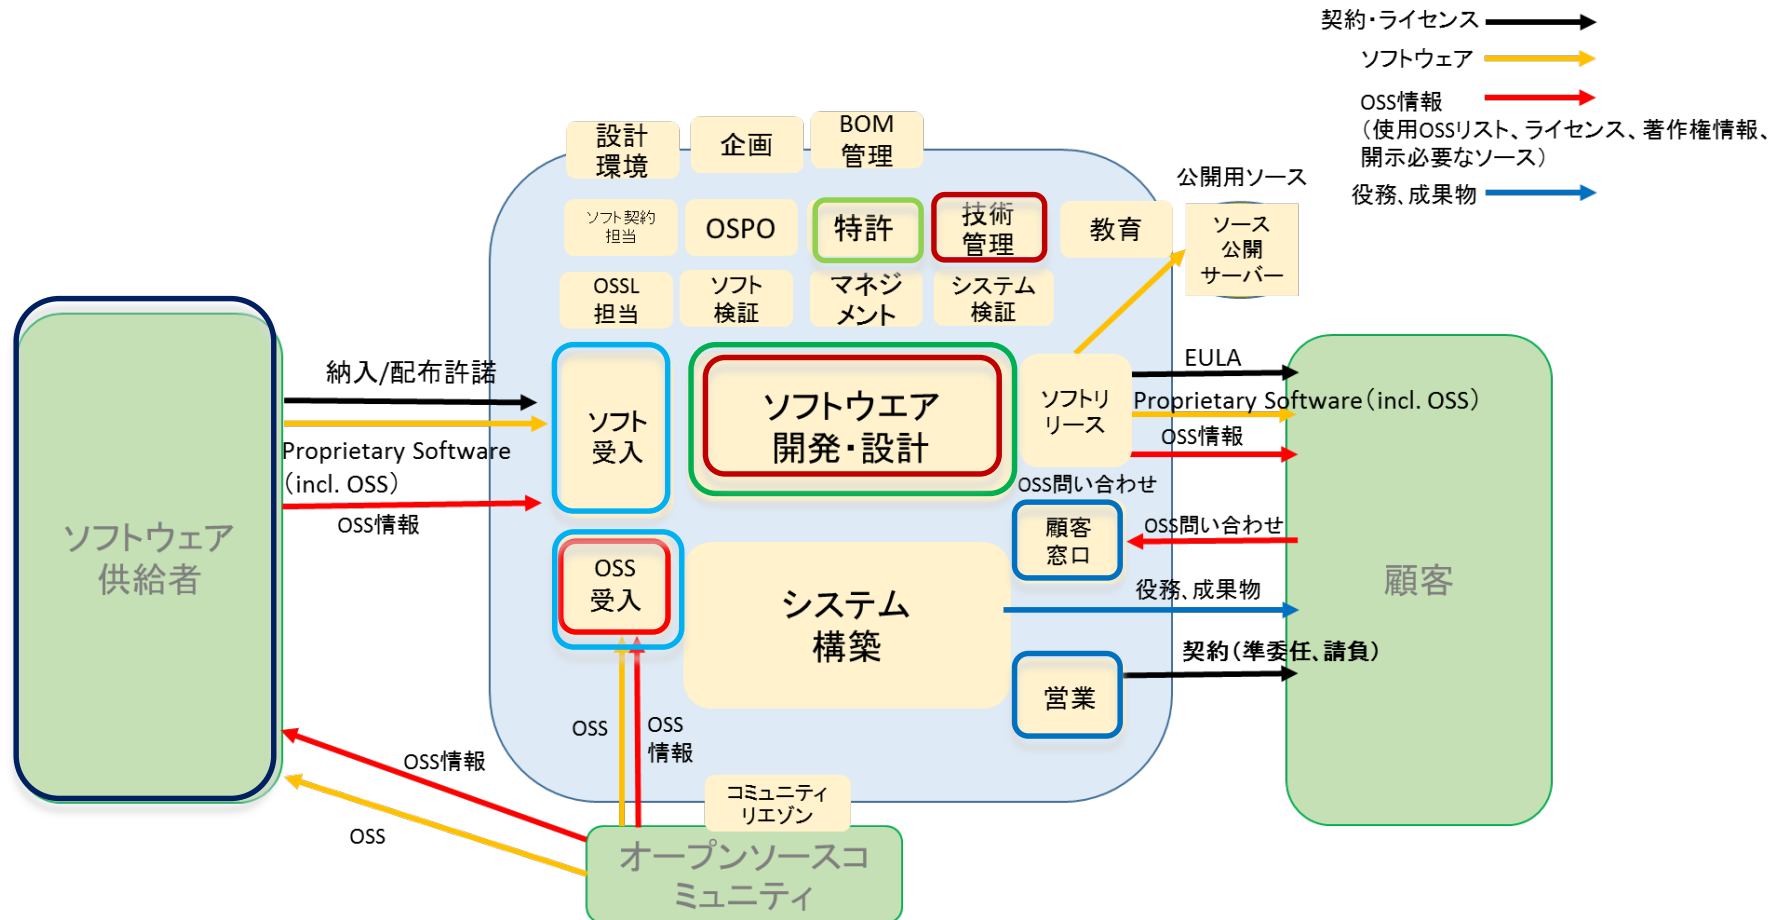 契約・ライセンス
ソフトウェア
OSS情報
（使用OSSリスト、ライセンス、著作権情報、
開示必要なソース）
役務、成果物
設計
環境
企画
BOM
管理
公開用ソース
ソフト契約
担当
OSPO
特許
技術
管理
教育
ソース
公開
サーバー
OSSL
担当
ソフト
検証
マネジ
メント
システム
検証
納入/配布許諾
Proprietary Software
（incl. OSS）
OSS情報
ソフトウェア
供給者
ソフト
受入
ソフトウエア
開発・設計
ソフトリ
リース
EULA
Proprietary Software（incl. OSS）
OSS情報
OSS問い合わせ
顧客
窓口
OSS問い合わせ
顧客
OSS
受入
システム
構築
役務、成果物
契約（準委任、請負）
営業
OSS
OSS
情報
OSS情報
OSS
コミュニティ
リエゾン
オープンソースコ
ミュニティ